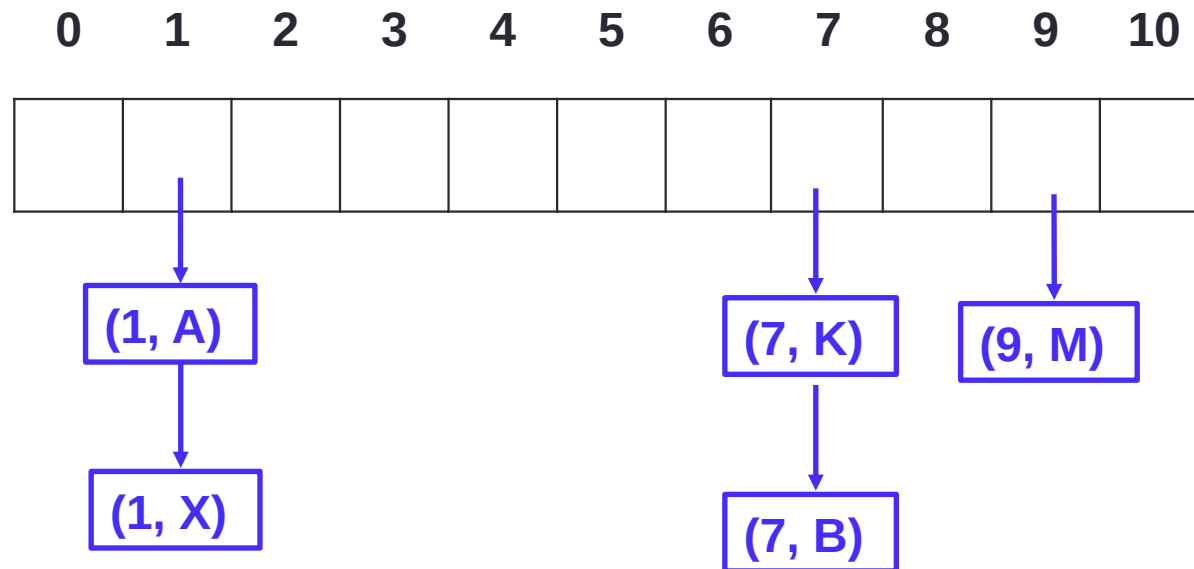 0 1 2 3 4 5 6 7 8 9 10
(1, A)
(7, K)
(9, M)
(1, X)
(7, B)